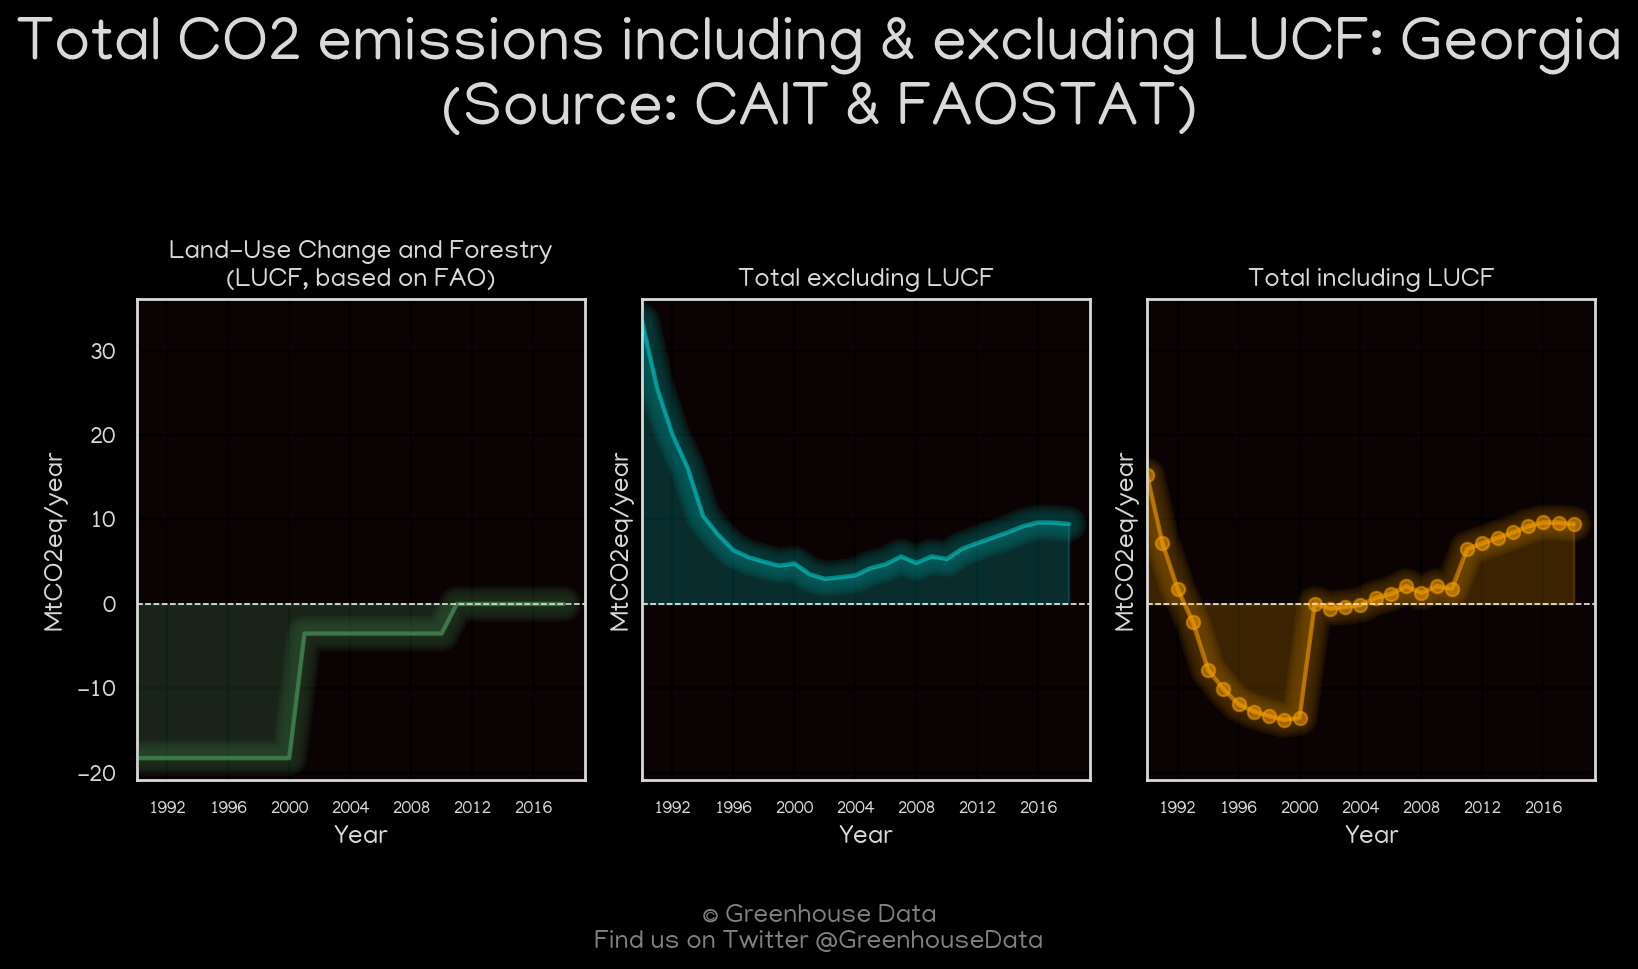 Total CO2 emissions including & excluding LUCF: Georgia
(Source: CAIT & FAOSTAT)
Land-Use Change and Forestry
(LUCF, based on FAO)
Total excluding LUCF
Total including LUCF
30
20
10
0
-10
-20
MtCO2eq/year
MtCO2eq/year
MtCO2eq/year
1992 1996 2000 2004 2008 2012 2016
1992 1996 2000 2004 2008 2012 2016
1992 1996 2000 2004 2008 2012 2016
Year
Year
Year
© Greenhouse Data
Find us on Twitter @GreenhouseData